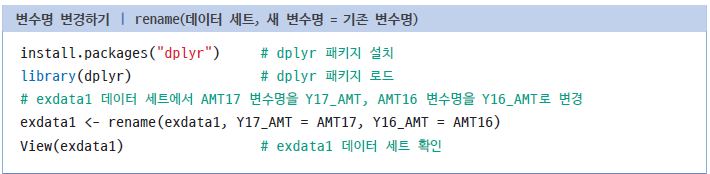 변수명 변경하기 | rename(데이터 세트, 새 변수명 = 기존 변수명)
install.packages("dplyr")     # dplyr 패키지 설치
library(dplyr)                # dplyr 패키지 로드
# exdata1 데이터 세트에서 AMT17 변수명을 Y17_AMT, AMT16 변수명을 Y16_AMT로 변경
exdata1 <- rename(exdata1, Y17_AMT = AMT17, Y16_AMT = AMT16)
View(exdata1)                 # exdata1 데이터 세트 확인